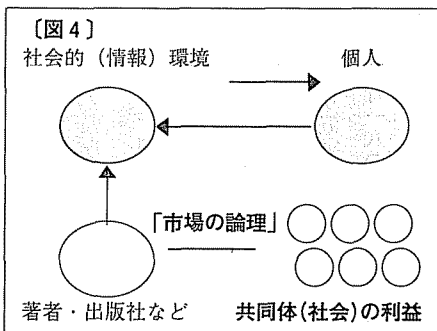 〔図4〕
社会的（情報）環境　個人
「市場の論理」
著者・出版社など　共同体(社会)の利益